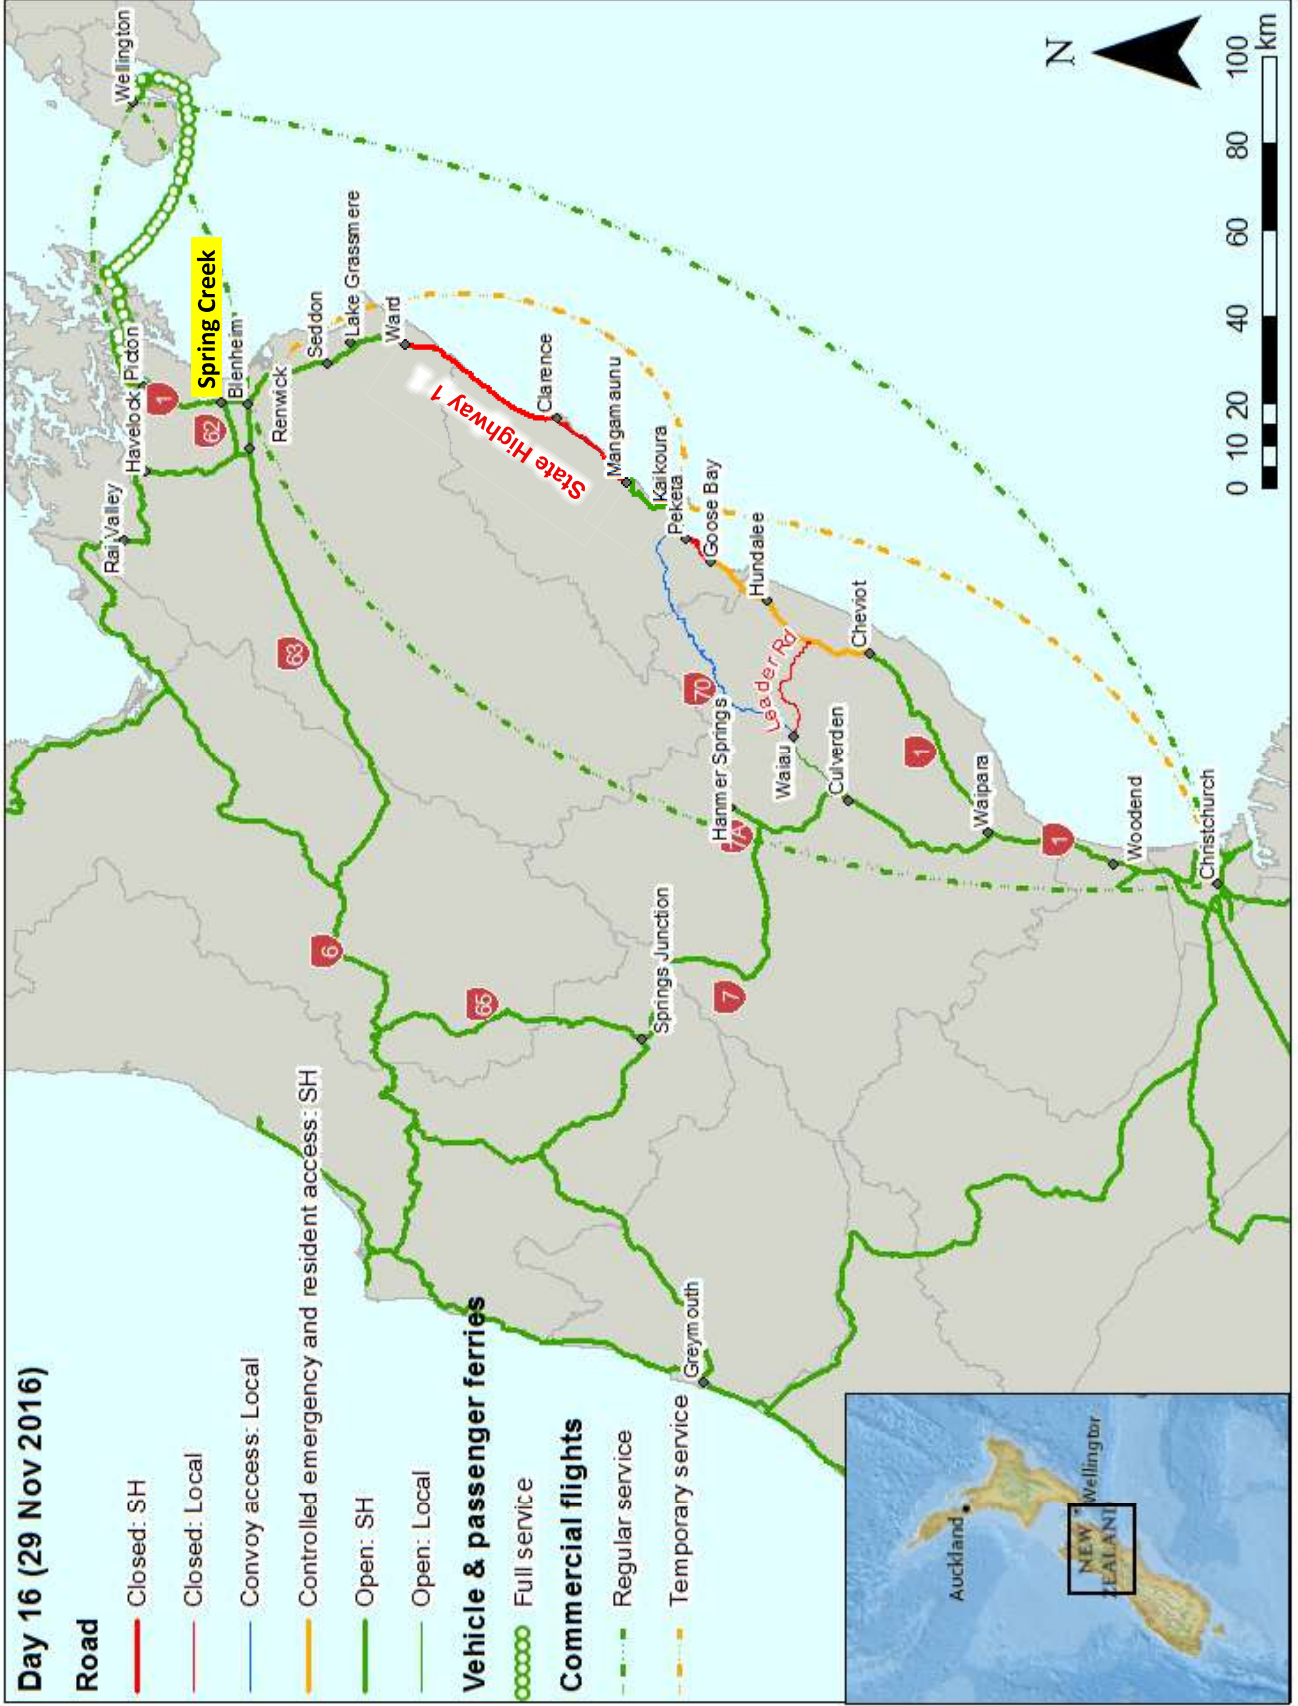 Day 16 (29 Nov 2016)
Road
Closed: SH
Closed: Local
Convoy access: Local
Controlled emergency and resident access: SH
Open: SH
Open: Local
Vehicle & passenger ferries
Full service
Commercial flights
Regular service
Temporary service
Wellington
Picton
Havelock
Rai Valley
1
62
Spring Creek
Blenheim
Renwick
Seddon
Lake Grassmere
Ward
State Highway 1
Clarence
Mangamaunu
Kaikoura
Peketa
Goose Bay
Hundalee
Leader Rd
Cheviot
63
6
65
70
Hanmer Springs
7A
Waiau
Culverden
1
Waipara
1
Woodend
Christchurch
Springs Junction
7
Greymouth
N
0 10 20 40 60 80 100
km
Auckland
Wellington
NEW
ZEALAND